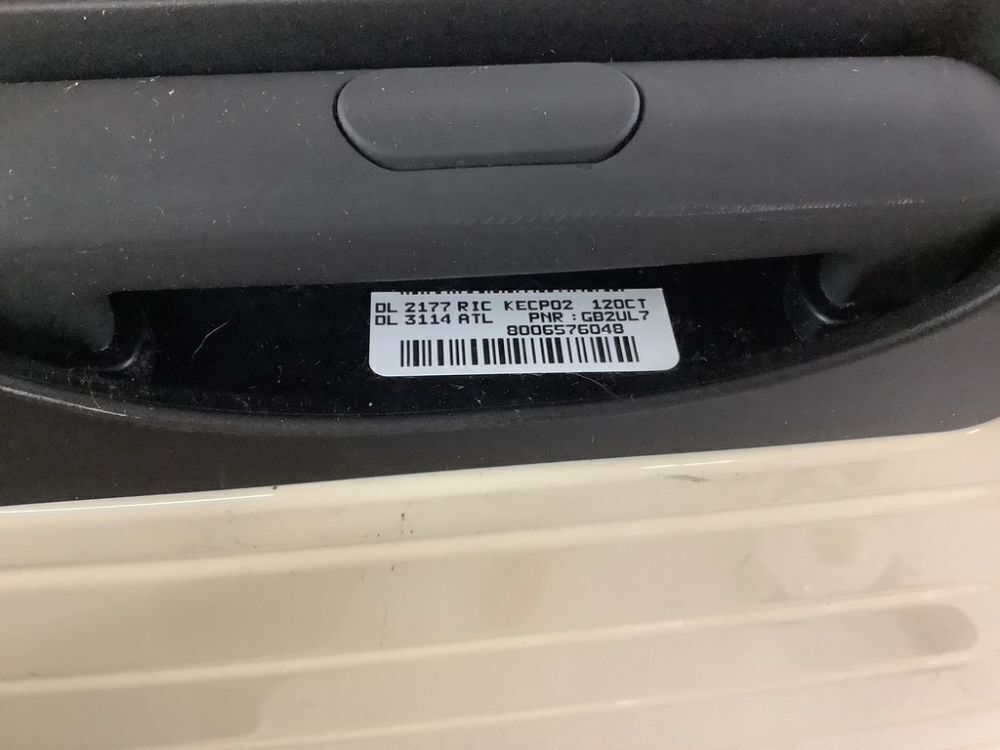 DL 2177 RIC KECP02 12OCT
DL 3114 ATL PNR : GB2UL7
8006576048